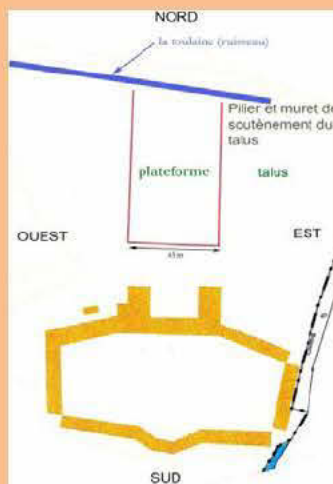 NORD
la toulaine (ruisseau)
Pilier et muret de
soutènement du
talus
plateforme
talus
OUEST
EST
SUD